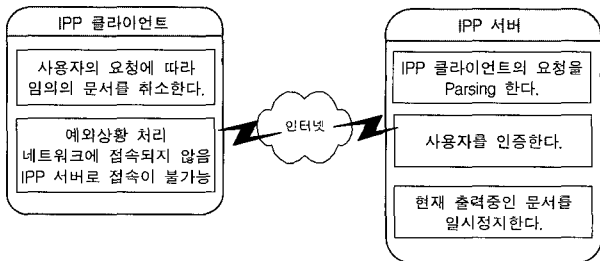 IPP 클라이언트
사용자의 요청에 따라
임의의 문서를 취소한다.
예외상황 처리
네트워크에 접속되지 않음
IPP 서버로 접속이 불가능
인터넷
IPP 서버
IPP 클라이언트의 요청을
Parsing 한다.
사용자를 인증한다.
현재 출력중인 문서를
일시정지한다.